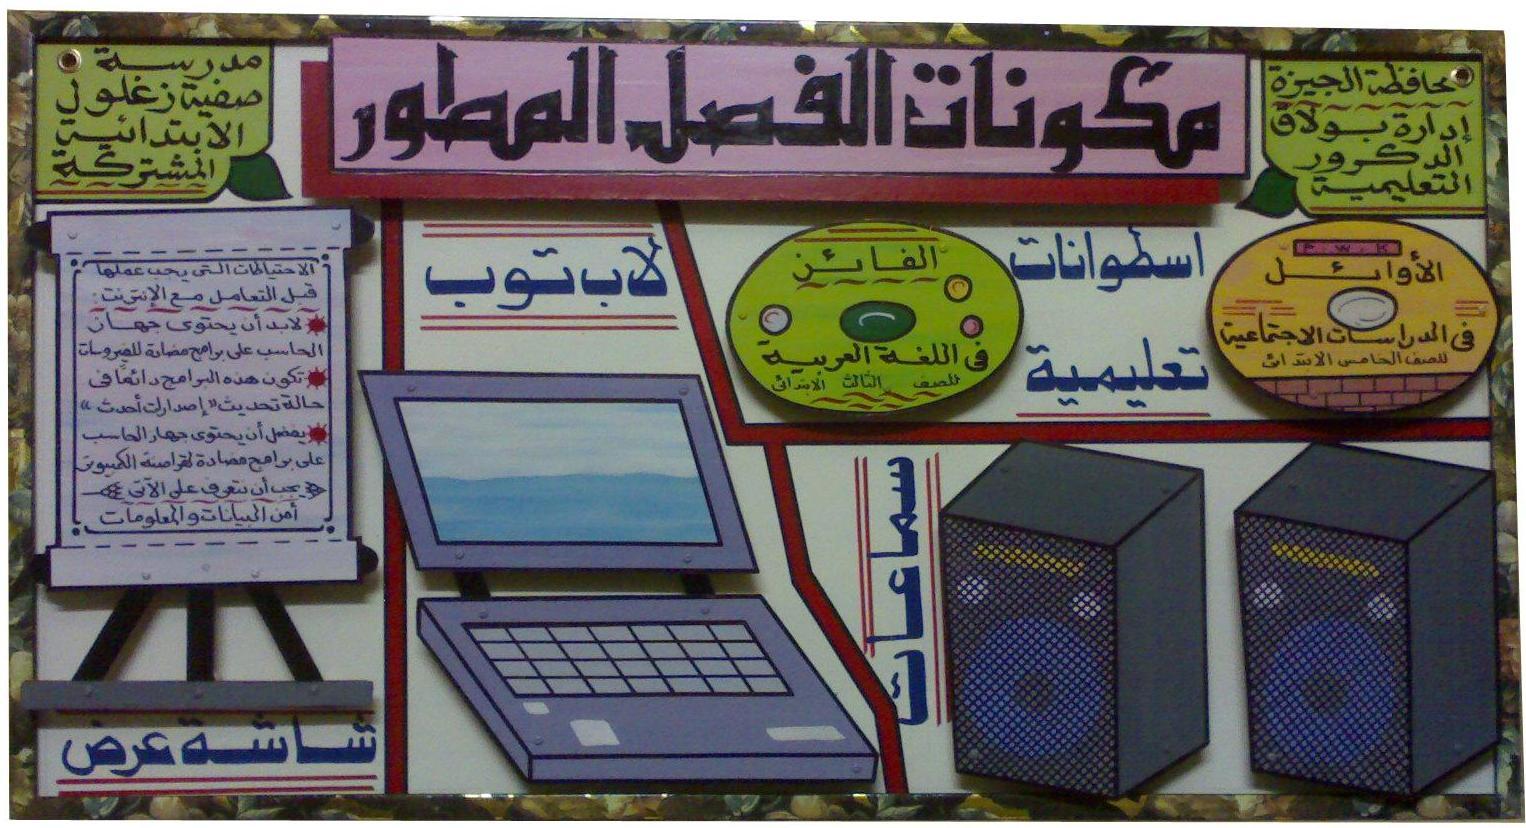 محافظة الجيزة
إدارة بولاق
الدكرور
التعليمية
مكونات الفصل المطور
مدرسة
صفية زغلول
الابتدائية
المشتركة
الأوائل
فى الدراسات الاجتماعية
للصف الخامس الابتدائى
اسطوانات
تعليمية
الفائز
فى اللغة العربية
للصف الثالث الابتدائى
لاب توب
سماعات
الاحتياطات التى يجب عملها
قبل التعامل مع الإنترنت:
لابد أن يحتوى جهاز
الحاسب على برامج مضادة للفيروسات
تكون هذه البرامج دائمًا فى
حالة تحديث "إصدارات أحدث"
يفضل أن يحتوى جهاز الحاسب
على برامج مضادة لقراصنة الكمبيوتر
يجب أن نتعرف على الآتى
أمن البيانات والمعلومات
شاشة عرض